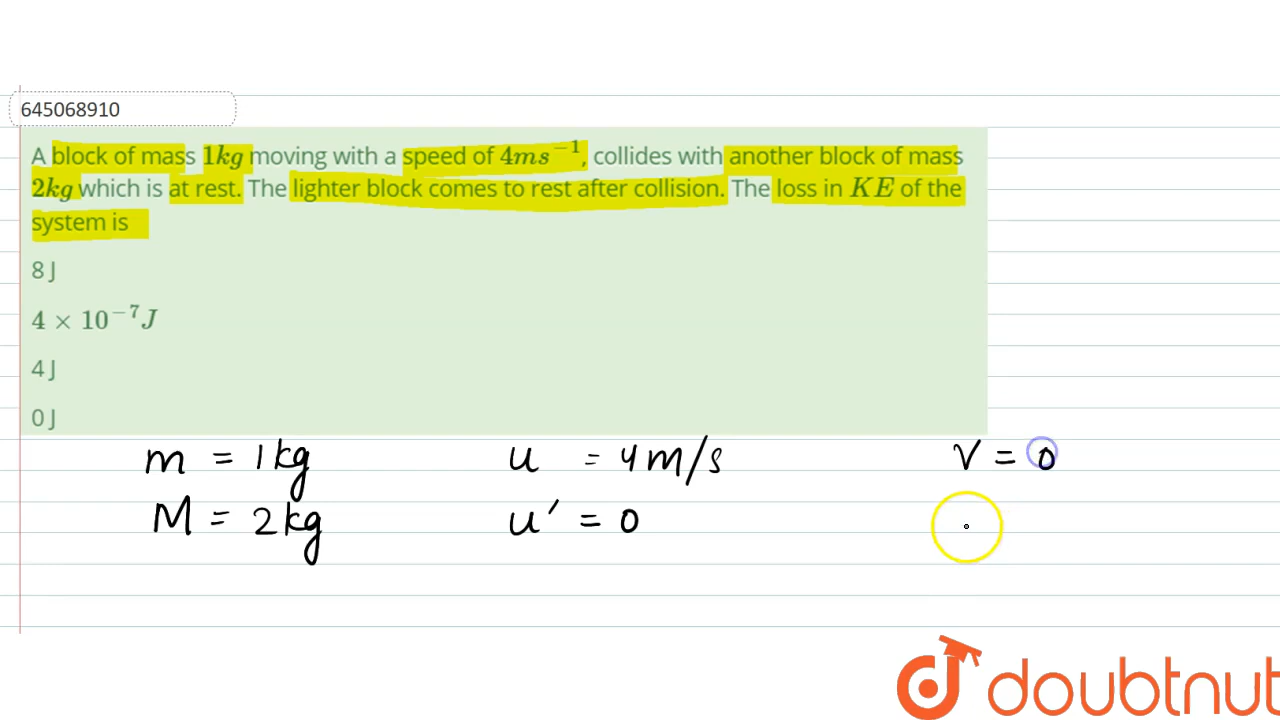 645068910
A block of mass 1kg moving with a speed of 4ms⁻¹, collides with another block of mass
2kg which is at rest. The lighter block comes to rest after collision. The loss in KE of the
system is
8 J
4 × 10⁻⁷J
4 J
0 J
m = 1kg u = 4m/s v = 0
M = 2kg u' = 0
doubtnut